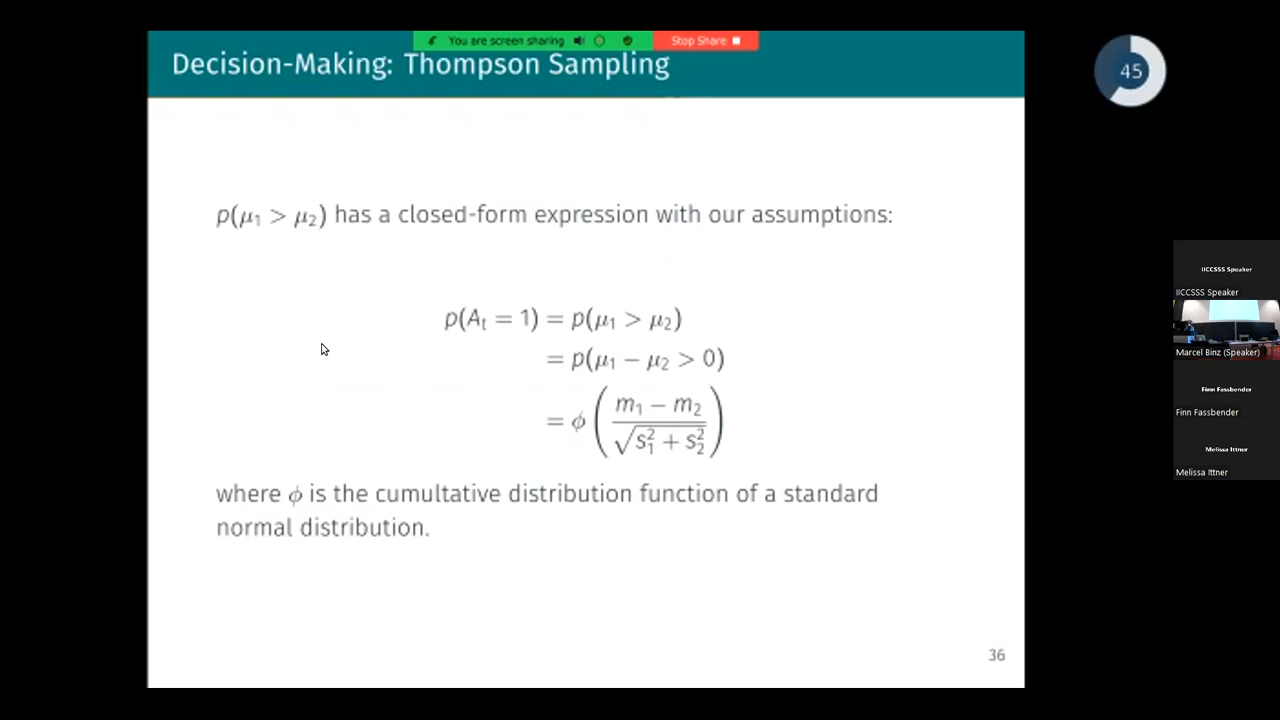 You are screen sharing
Stop Share
Decision-Making: Thompson Sampling
45
p(μ₁ > μ₂) has a closed-form expression with our assumptions:
p(Aₜ = 1) = p(μ₁ > μ₂)
= p(μ₁ − μ₂ > 0)
= ϕ ( (m₁ − m₂) / √(s₁² + s₂²) )
where ϕ is the cumultative distribution function of a standard
normal distribution.
36
IICCSSS Speaker
IICCSSS Speaker
Marcel Binz (Speaker)
Finn Fassbender
Finn Fassbender
Melissa Ittner
Melissa Ittner